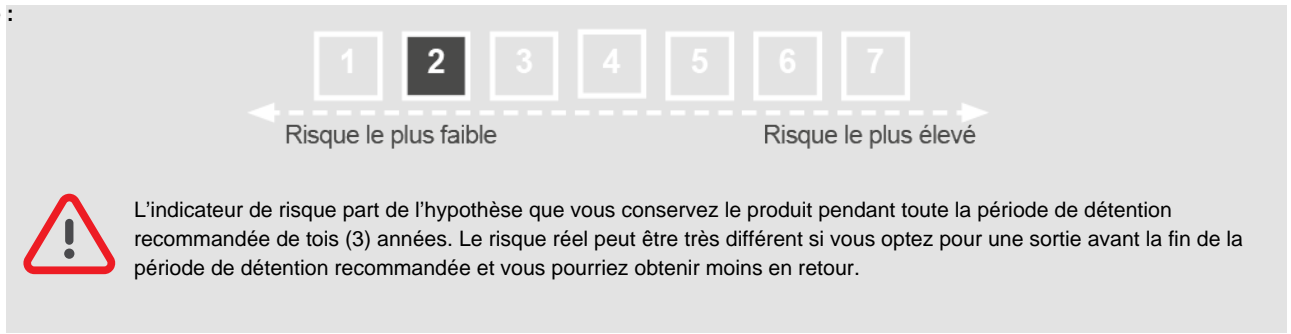 :
1 2 3 4 5 6 7
Risque le plus faible Risque le plus élevé
L'indicateur de risque part de l'hypothèse que vous conservez le produit pendant toute la période de détention
recommandée de tois (3) années. Le risque réel peut être très différent si vous optez pour une sortie avant la fin de la
période de détention recommandée et vous pourriez obtenir moins en retour.